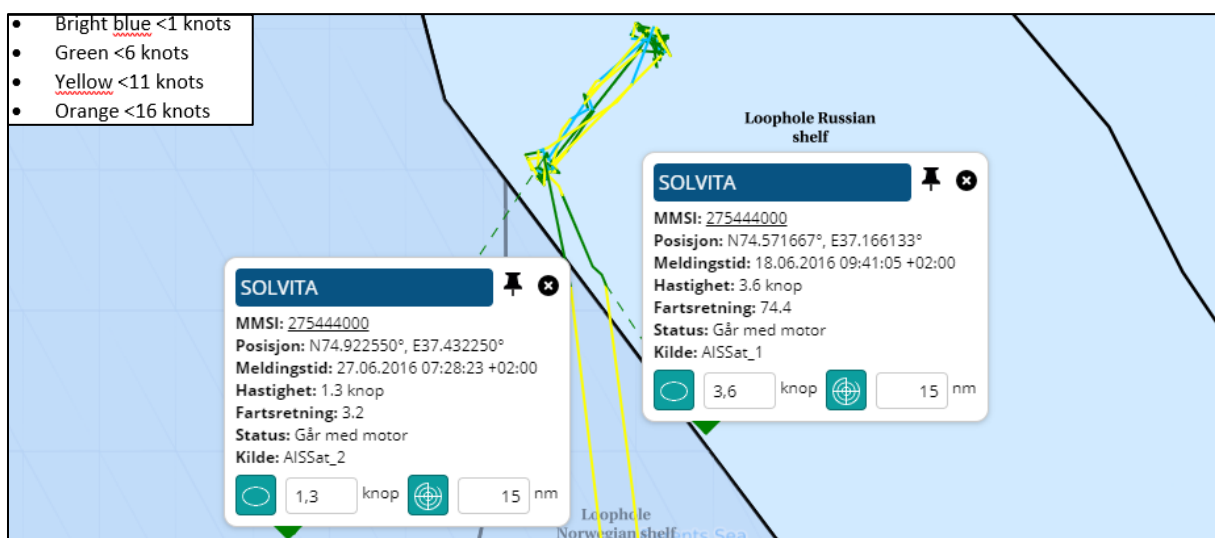 • Bright blue <1 knots
• Green <6 knots
• Yellow <11 knots
• Orange <16 knots
Loophole Russian
shelf
SOLVITA
MMSI: 275444000
Posisjon: N74.571667°, E37.166133°
Meldingstid: 18.06.2016 09:41:05 +02:00
Hastighet: 3.6 knop
Fartsretning: 74.4
Status: Går med motor
Kilde: AISSat_1
3,6 knop 15 nm
SOLVITA
MMSI: 275444000
Posisjon: N74.922550°, E37.432250°
Meldingstid: 27.06.2016 07:28:23 +02:00
Hastighet: 1.3 knop
Fartsretning: 3.2
Status: Går med motor
Kilde: AISSat_2
1,3 knop 15 nm
Loophole
Norwegian shelf
Sea